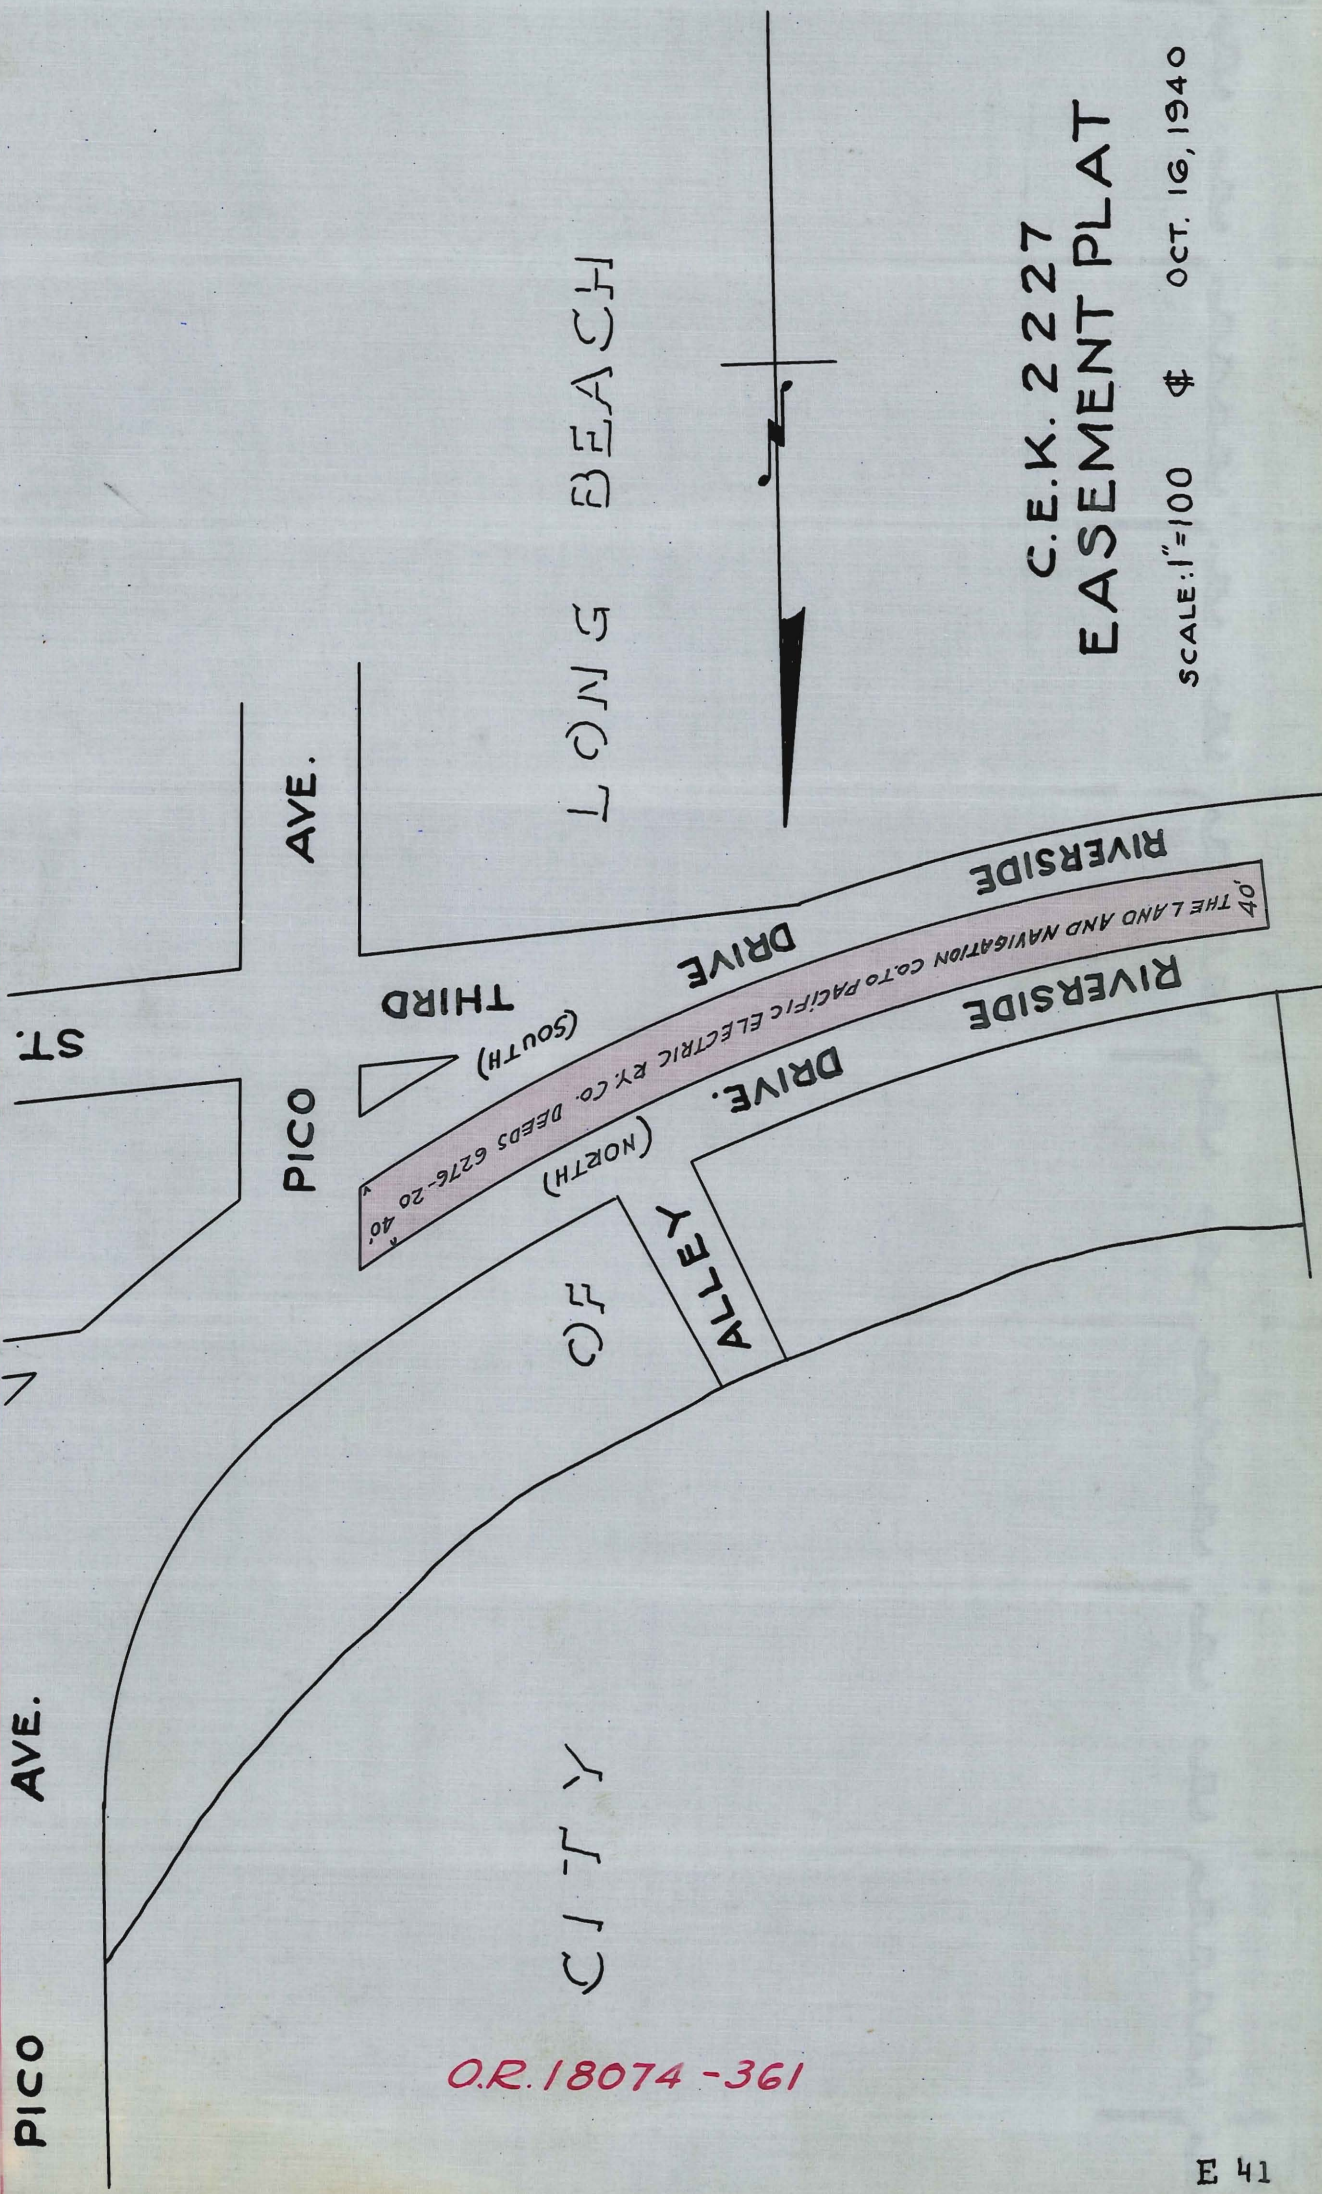 C.E.K. 2227
EASEMENT PLAT
SCALE: 1"=100 ₵ OCT. 16, 1940
CITY OF LONG BEACH
PICO AVE.
PICO AVE.
THIRD ST.
(SOUTH) DRIVE RIVERSIDE
40' THE LAND AND NAVIGATION CO. TO PACIFIC ELECTRIC RY. CO. DEEDS 6276-20 40'
(NORTH) DRIVE. RIVERSIDE
ALLEY
O.R. 18074-361
E 41